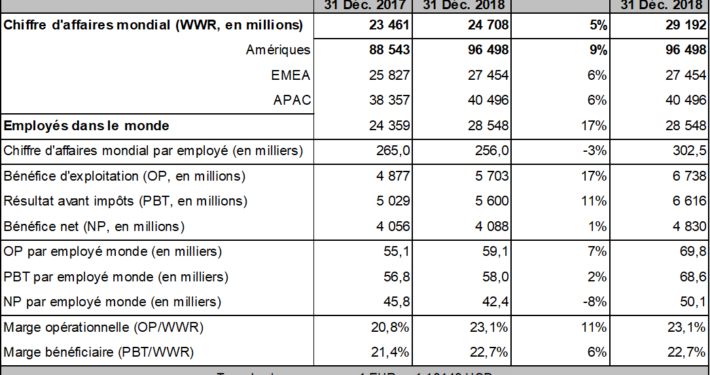 31 Déc. 2017 31 Déc. 2018 31 Déc. 2018
Chiffre d'affaires mondial (WWR, en millions) 23 461 24 708 5% 29 192
Amériques 88 543 96 498 9% 96 498
EMEA 25 827 27 454 6% 27 454
APAC 38 357 40 496 6% 40 496
Employés dans le monde 24 359 28 548 17% 28 548
Chiffre d'affaires mondial par employé (en milliers) 265,0 256,0 -3% 302,5
Bénéfice d'exploitation (OP, en millions) 4 877 5 703 17% 6 738
Résultat avant impôts (PBT, en millions) 5 029 5 600 11% 6 616
Bénéfice net (NP, en millions) 4 056 4 088 1% 4 830
OP par employé monde (en milliers) 55,1 59,1 7% 69,8
PBT par employé monde (en milliers) 56,8 58,0 2% 68,6
NP par employé monde (en milliers) 45,8 42,4 -8% 50,1
Marge opérationnelle (OP/WWR) 20,8% 23,1% 11% 23,1%
Marge bénéficiaire (PBT/WWR) 21,4% 22,7% 6% 22,7%